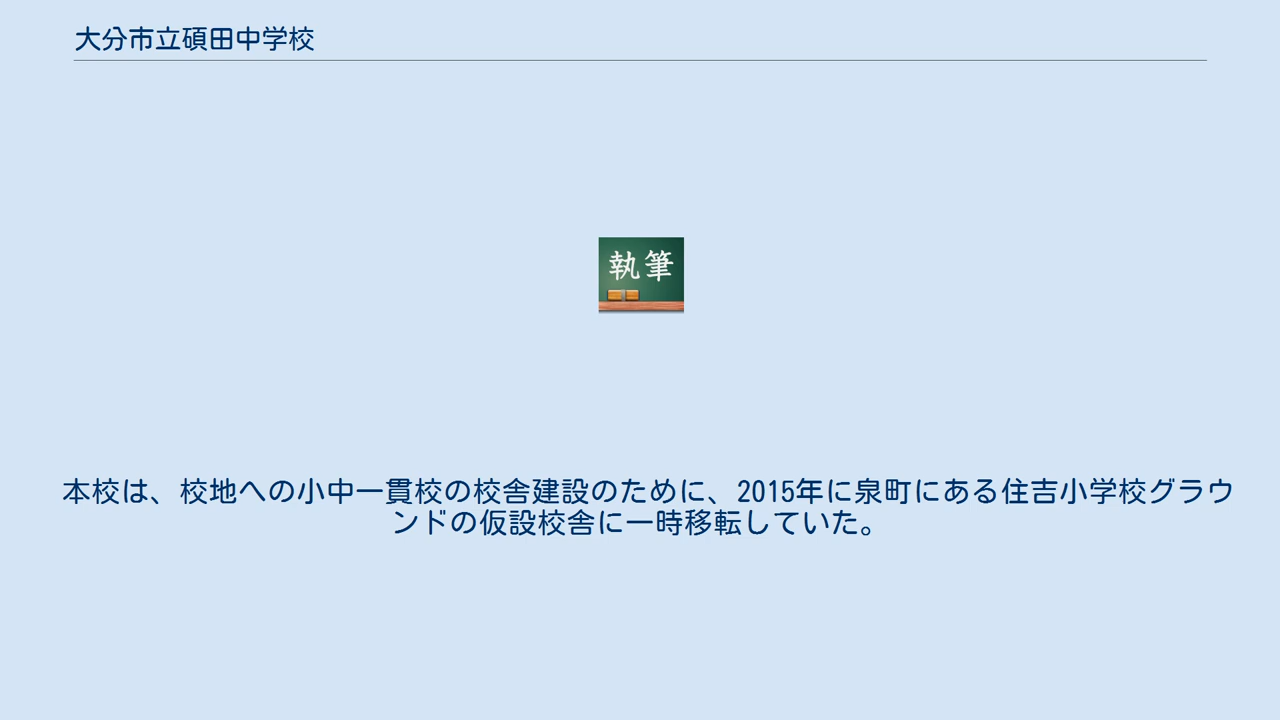 大分市立碩田中学校
執筆
本校は、校地への小中一貫校の校舎建設のために、2015年に泉町にある住吉小学校グラウ
ンドの仮設校舎に一時移転していた。